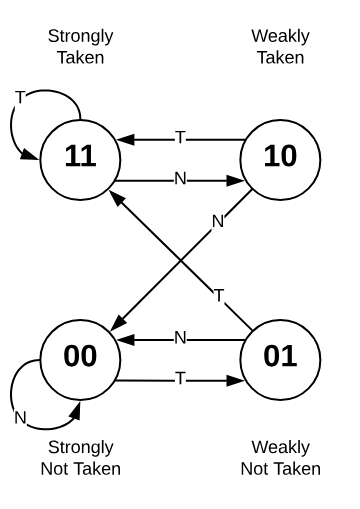 Strongly
Taken
Weakly
Taken
T
11
T
10
N
N
T
00
N
01
T
N
Strongly
Not Taken
Weakly
Not Taken